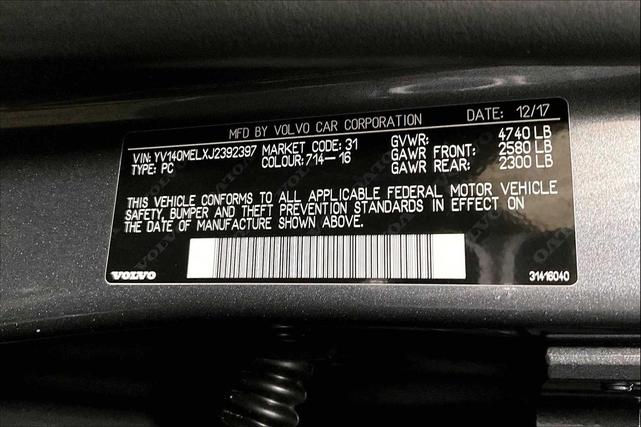 MFD BY VOLVO CAR CORPORATION DATE: 12/17
VIN: YV140MELXJ2392397 MARKET CODE: 31 GVWR: 4740 LB
TYPE: PC COLOUR: 714-16 GAWR FRONT: 2580 LB
GAWR REAR: 2300 LB
THIS VEHICLE CONFORMS TO ALL APPLICABLE FEDERAL MOTOR VEHICLE
SAFETY, BUMPER AND THEFT PREVENTION STANDARDS IN EFFECT ON
THE DATE OF MANUFACTURE SHOWN ABOVE.
VOLVO 31416040